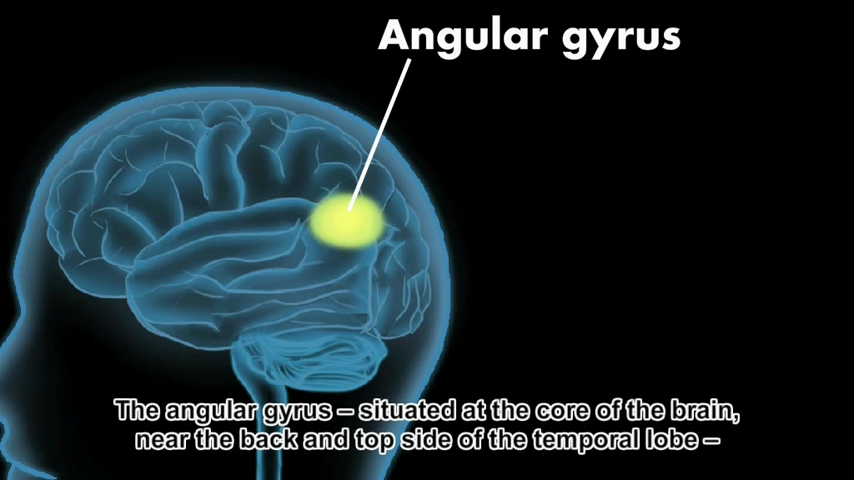 Angular gyrus
The angular gyrus – situated at the core of the brain,
near the back and top side of the temporal lobe –